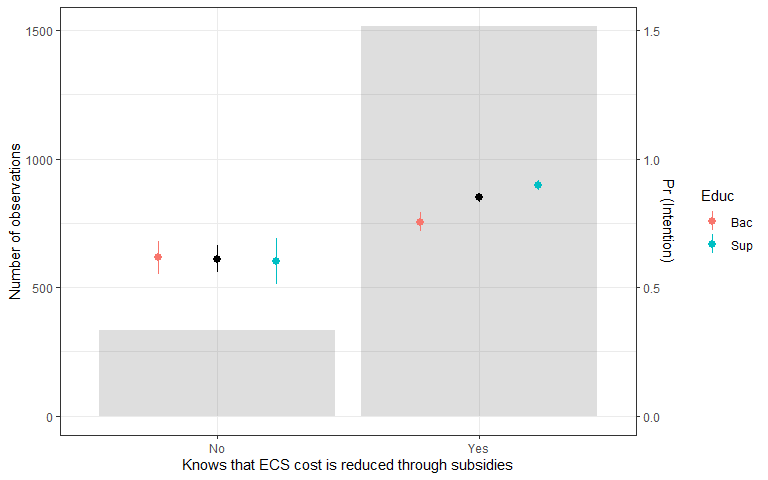 Number of observations
1500
1000
500
0
1.5
1.0
0.5
0.0
Pr (Intention)
No
Yes
Knows that ECS cost is reduced through subsidies
Educ
Bac
Sup